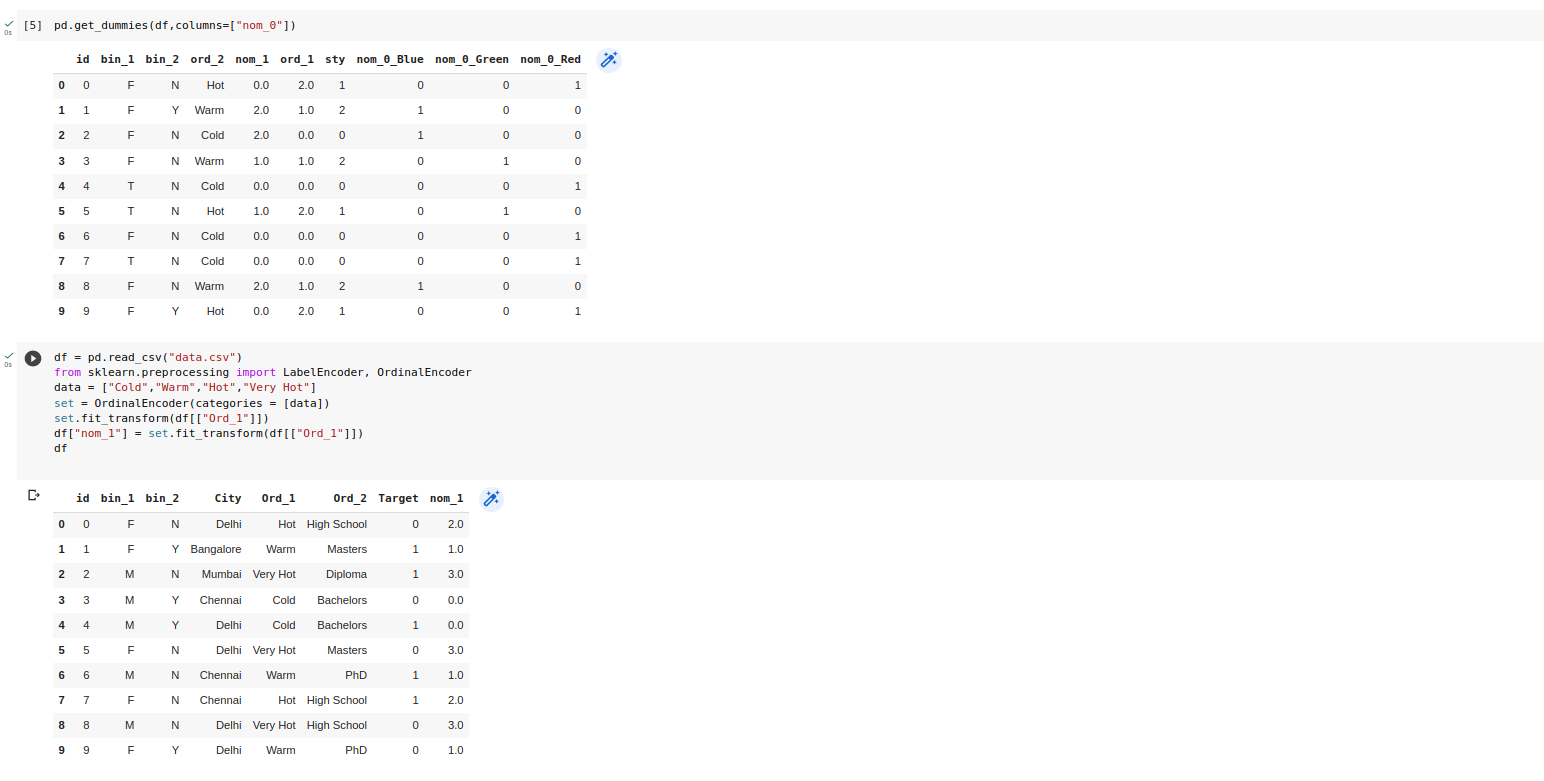 [5] pd.get_dummies(df,columns=["nom_0"])
0s
id bin_1 bin_2 ord_2 nom_1 ord_1 sty nom_0_Blue nom_0_Green nom_0_Red
0 0 F N Hot 0.0 2.0 1 0 0 1
1 1 F Y Warm 2.0 1.0 2 1 0 0
2 2 F N Cold 2.0 0.0 0 1 0 0
3 3 F N Warm 1.0 1.0 2 0 1 0
4 4 T N Cold 0.0 0.0 0 0 0 1
5 5 T N Hot 1.0 2.0 1 0 1 0
6 6 F N Cold 0.0 0.0 0 0 0 1
7 7 T N Cold 0.0 0.0 0 0 0 1
8 8 F N Warm 2.0 1.0 2 1 0 0
9 9 F Y Hot 0.0 2.0 1 0 0 1
df = pd.read_csv("data.csv")
0s
from sklearn.preprocessing import LabelEncoder, OrdinalEncoder
data = ["Cold","Warm","Hot","Very Hot"]
set = OrdinalEncoder(categories = [data])
set.fit_transform(df[["Ord_1"]])
df["nom_1"] = set.fit_transform(df[["Ord_1"]])
df
id bin_1 bin_2 City Ord_1 Ord_2 Target nom_1
0 0 F N Delhi Hot High School 0 2.0
1 1 F Y Bangalore Warm Masters 1 1.0
2 2 M N Mumbai Very Hot Diploma 1 3.0
3 3 M Y Chennai Cold Bachelors 0 0.0
4 4 M Y Delhi Cold Bachelors 1 0.0
5 5 F N Delhi Very Hot Masters 0 3.0
6 6 M N Chennai Warm PhD 1 1.0
7 7 F N Chennai Hot High School 1 2.0
8 8 M N Delhi Very Hot High School 0 3.0
9 9 F Y Delhi Warm PhD 0 1.0